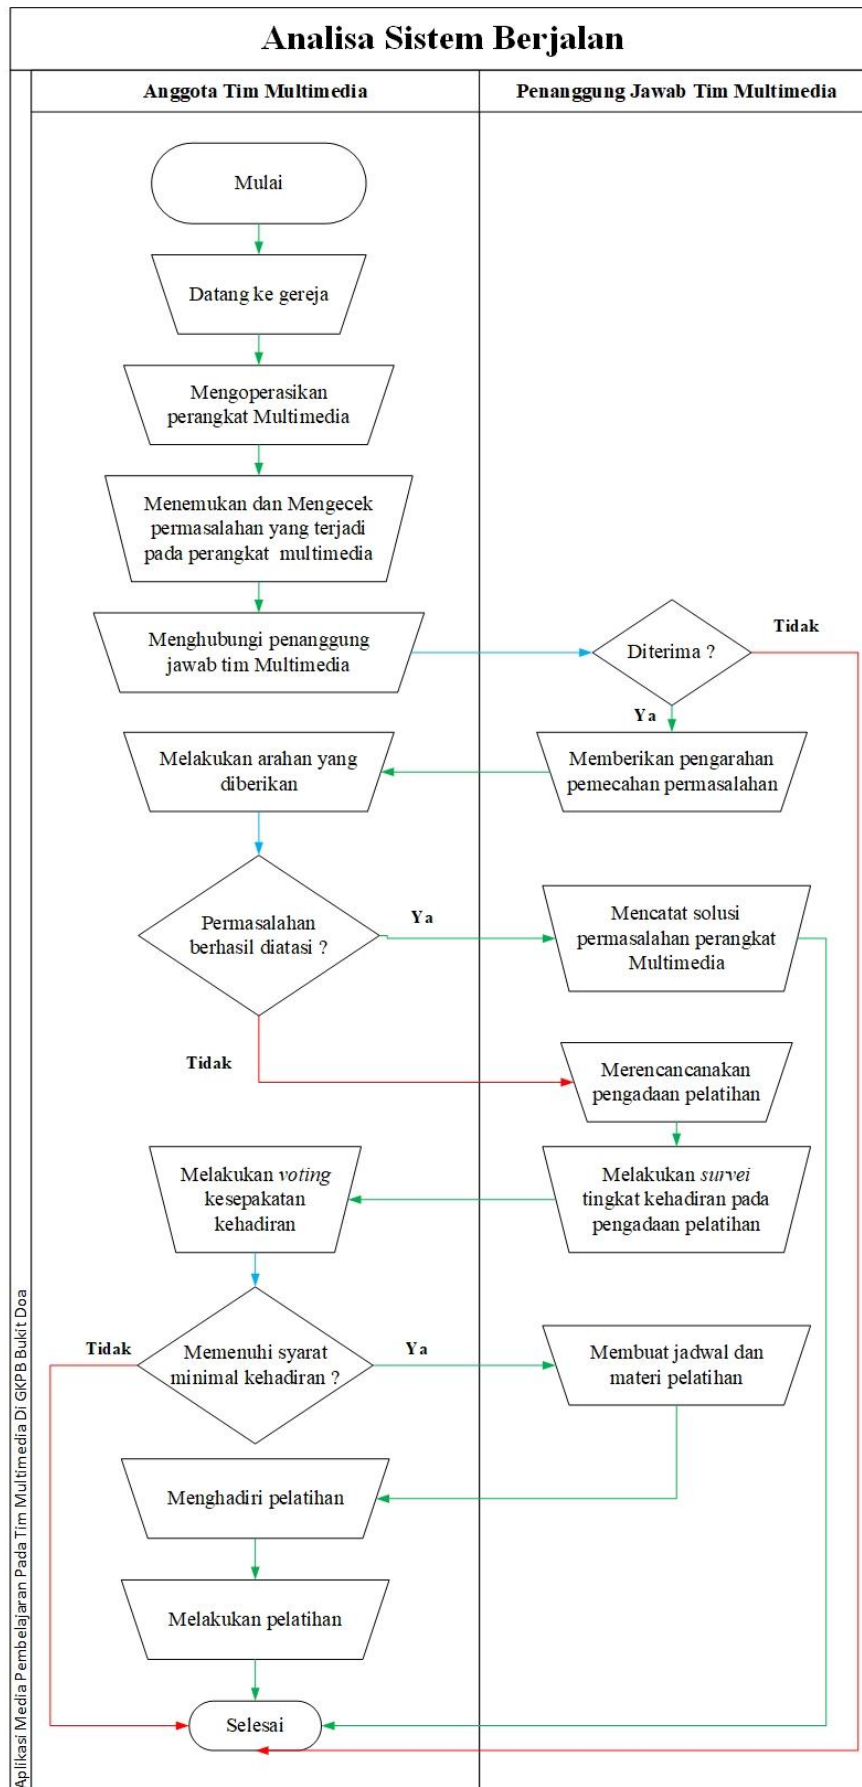 Analisa Sistem Berjalan
Anggota Tim Multimedia
Penanggung Jawab Tim Multimedia
Mulai
Datang ke gereja
Mengoperasikan
perangkat Multimedia
Menemukan dan Mengecek
permasalahan yang terjadi
pada perangkat multimedia
Menghubungi penanggung
jawab tim Multimedia
Diterima ?
Tidak
Ya
Memberikan pengarahan
pemecahan permasalahan
Melakukan arahan yang
diberikan
Permasalahan
berhasil diatasi ?
Ya
Mencatat solusi
permasalahan perangkat
Multimedia
Tidak
Merencancanakan
pengadaan pelatihan
Melakukan survei
tingkat kehadiran pada
pengadaan pelatihan
Melakukan voting
kesepakatan
kehadiran
Tidak
Memenuhi syarat
minimal kehadiran ?
Ya
Membuat jadwal dan
materi pelatihan
Menghadiri pelatihan
Melakukan pelatihan
Selesai
Aplikasi Media Pembelajaran Pada Tim Multimedia Di GKPB Bukit Doa